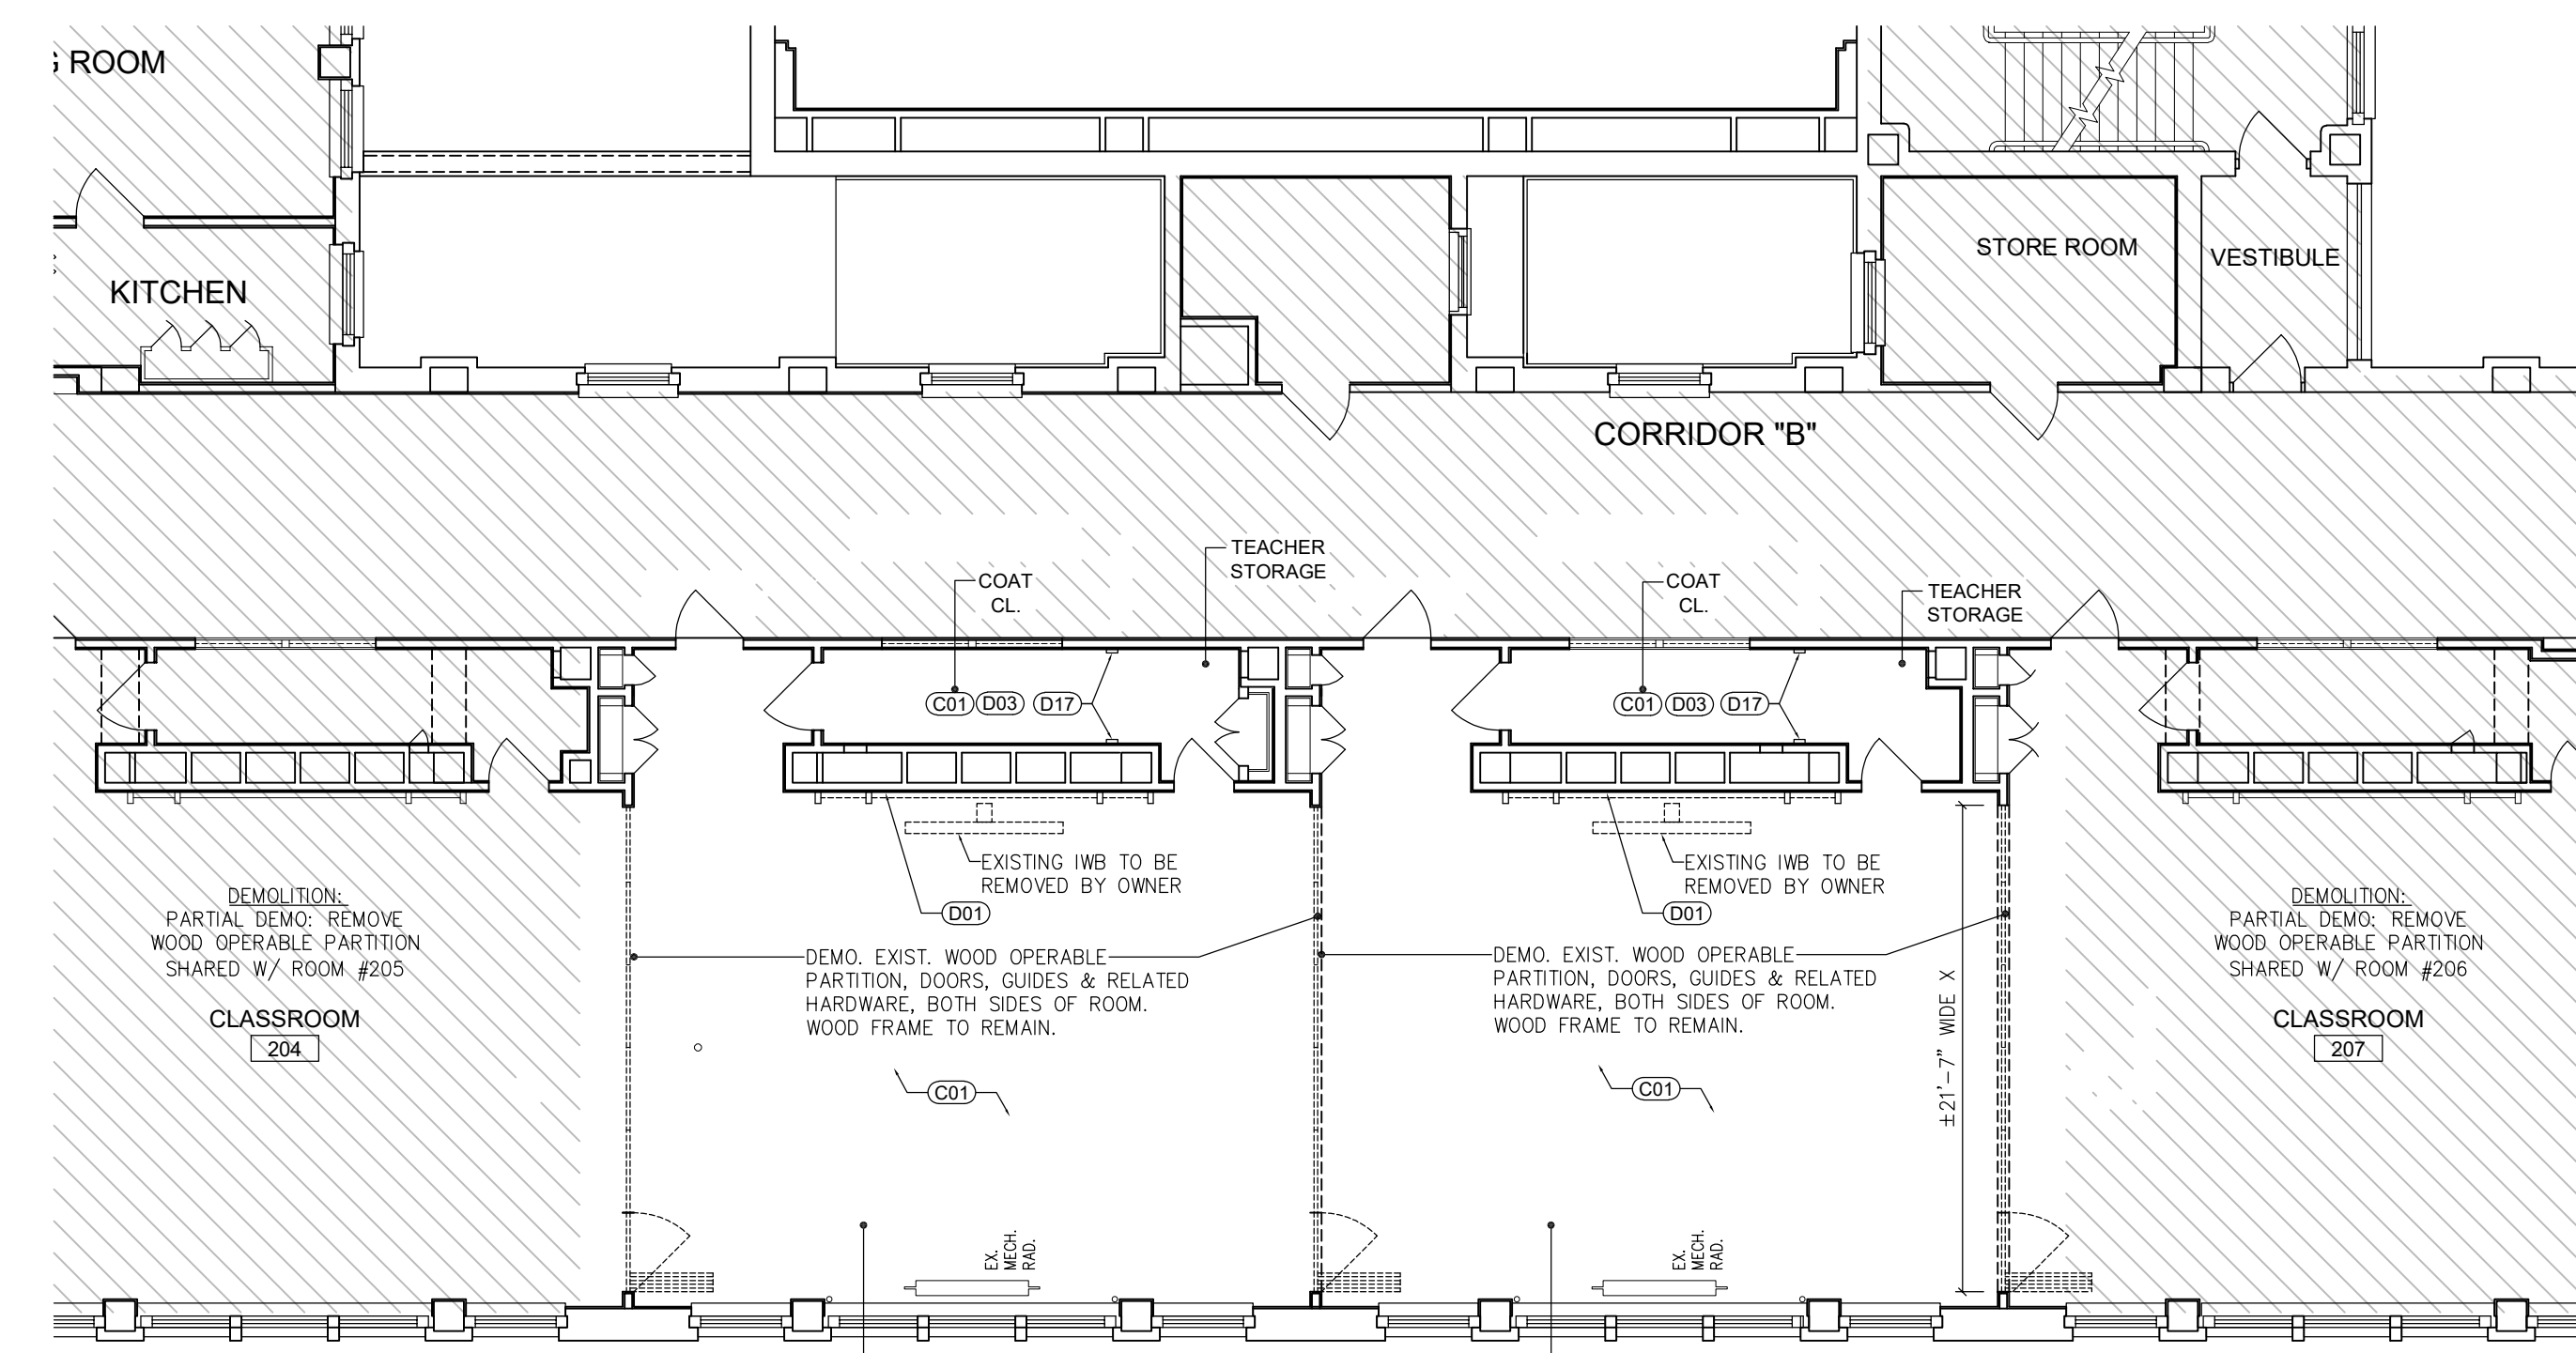 ROOM
KITCHEN
STORE ROOM
VESTIBULE
CORRIDOR "B"
TEACHER
STORAGE
COAT
CL.
COAT
CL.
TEACHER
STORAGE
C01 D03 D17
C01 D03 D17
EXISTING IWB TO BE
REMOVED BY OWNER
D01
EXISTING IWB TO BE
REMOVED BY OWNER
D01
DEMOLITION:
PARTIAL DEMO: REMOVE
WOOD OPERABLE PARTITION
SHARED W/ ROOM #205
CLASSROOM
204
DEMO. EXIST. WOOD OPERABLE
PARTITION, DOORS, GUIDES & RELATED
HARDWARE, BOTH SIDES OF ROOM.
WOOD FRAME TO REMAIN.
C01
DEMO. EXIST. WOOD OPERABLE
PARTITION, DOORS, GUIDES & RELATED
HARDWARE, BOTH SIDES OF ROOM.
WOOD FRAME TO REMAIN.
C01
±21'-7" WIDE X
DEMOLITION:
PARTIAL DEMO: REMOVE
WOOD OPERABLE PARTITION
SHARED W/ ROOM #206
CLASSROOM
207
EX.
MECH.
RAD.
EX.
MECH.
RAD.